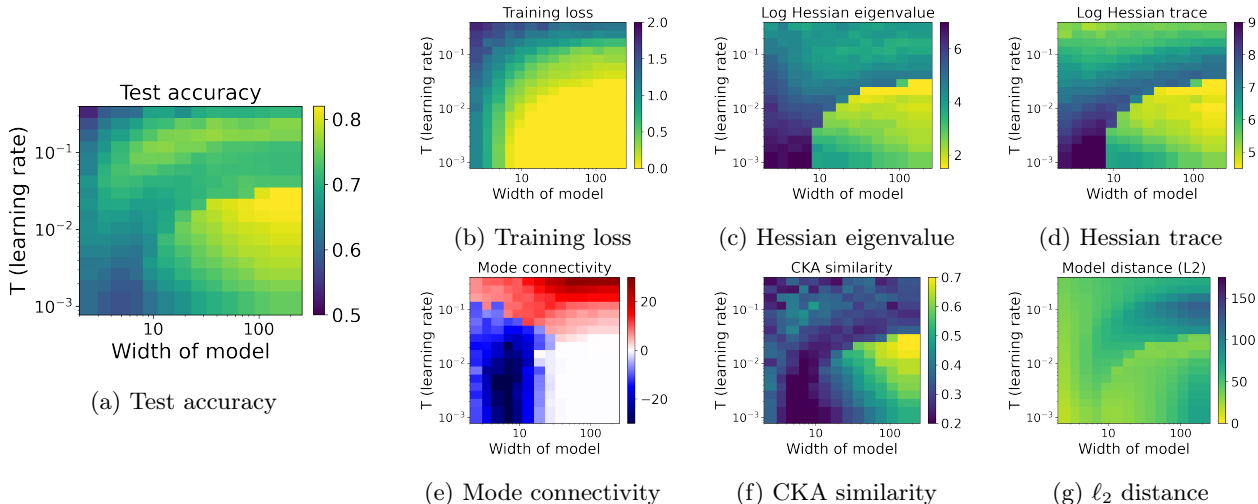 Test accuracy
T (learning rate)
10⁻¹
10⁻²
10⁻³
10
100
Width of model
0.8
0.7
0.6
0.5
(a) Test accuracy
Training loss
T (learning rate)
10⁻¹
10⁻²
10⁻³
10
100
Width of model
2.0
1.5
1.0
0.5
0.0
(b) Training loss
Log Hessian eigenvalue
T (learning rate)
10⁻¹
10⁻²
10⁻³
10
100
Width of model
6
4
2
(c) Hessian eigenvalue
Log Hessian trace
T (learning rate)
10⁻¹
10⁻²
10⁻³
10
100
Width of model
9
8
7
6
5
(d) Hessian trace
Mode connectivity
T (learning rate)
10⁻¹
10⁻²
10⁻³
10
100
Width of model
20
0
−20
(e) Mode connectivity
CKA similarity
T (learning rate)
10⁻¹
10⁻²
10⁻³
10
100
Width of model
0.7
0.6
0.5
0.4
0.3
0.2
(f) CKA similarity
Model distance (L2)
T (learning rate)
10⁻¹
10⁻²
10⁻³
10
100
Width of model
150
100
50
0
(g) ℓ₂ distance